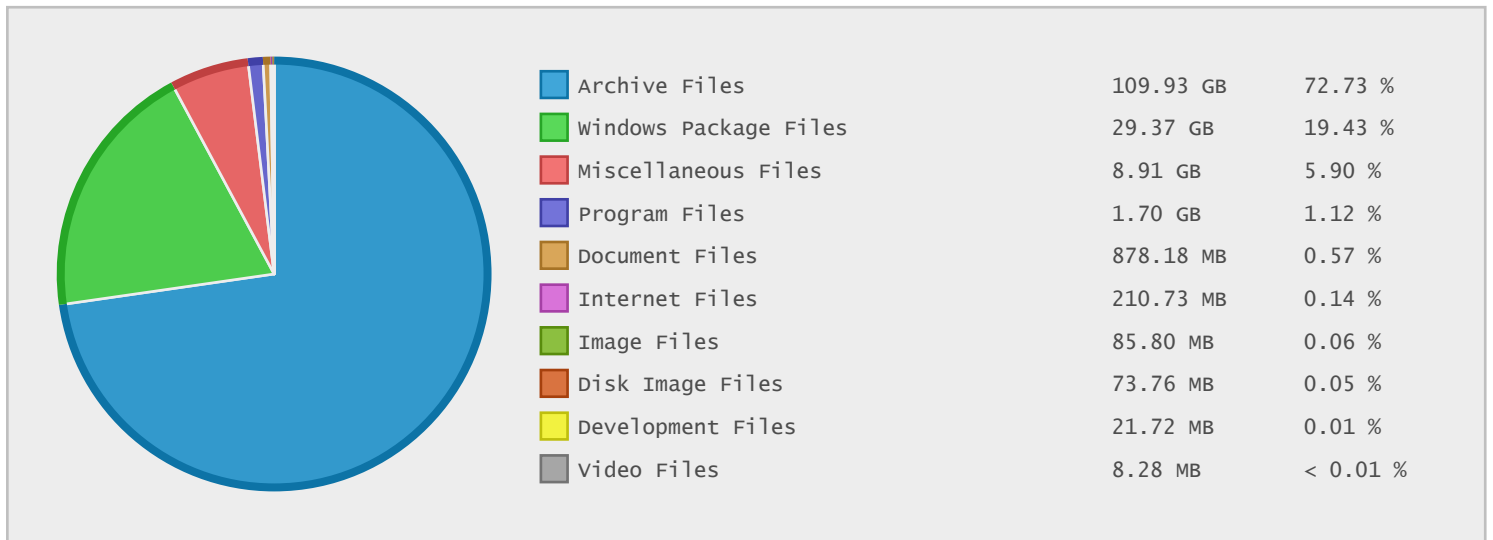 Archive Files 109.93 GB 72.73 %
Windows Package Files 29.37 GB 19.43 %
Miscellaneous Files 8.91 GB 5.90 %
Program Files 1.70 GB 1.12 %
Document Files 878.18 MB 0.57 %
Internet Files 210.73 MB 0.14 %
Image Files 85.80 MB 0.06 %
Disk Image Files 73.76 MB 0.05 %
Development Files 21.72 MB 0.01 %
Video Files 8.28 MB < 0.01 %